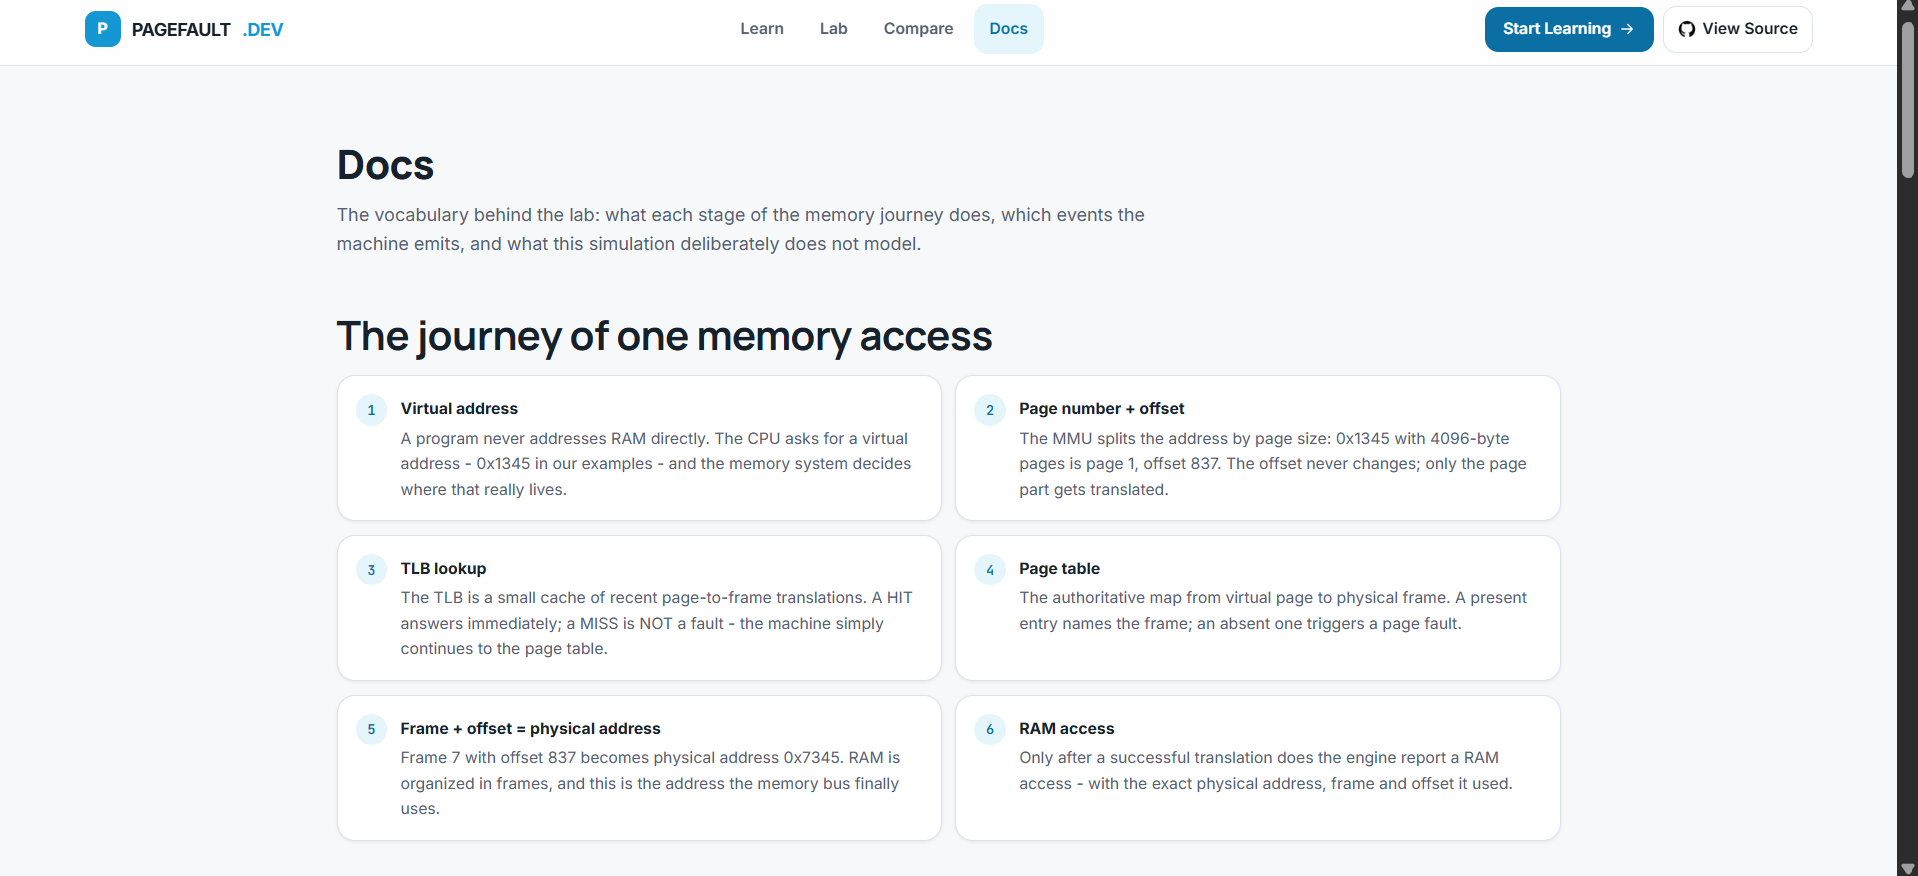 P PAGEFAULT .DEV
Learn
Lab
Compare
Docs
Start Learning →
View Source
Docs
The vocabulary behind the lab: what each stage of the memory journey does, which events the
machine emits, and what this simulation deliberately does not model.
The journey of one memory access
1 Virtual address
A program never addresses RAM directly. The CPU asks for a virtual
address - 0x1345 in our examples - and the memory system decides
where that really lives.
2 Page number + offset
The MMU splits the address by page size: 0x1345 with 4096-byte
pages is page 1, offset 837. The offset never changes; only the page
part gets translated.
3 TLB lookup
The TLB is a small cache of recent page-to-frame translations. A HIT
answers immediately; a MISS is NOT a fault - the machine simply
continues to the page table.
4 Page table
The authoritative map from virtual page to physical frame. A present
entry names the frame; an absent one triggers a page fault.
5 Frame + offset = physical address
Frame 7 with offset 837 becomes physical address 0x7345. RAM is
organized in frames, and this is the address the memory bus finally
uses.
6 RAM access
Only after a successful translation does the engine report a RAM
access - with the exact physical address, frame and offset it used.